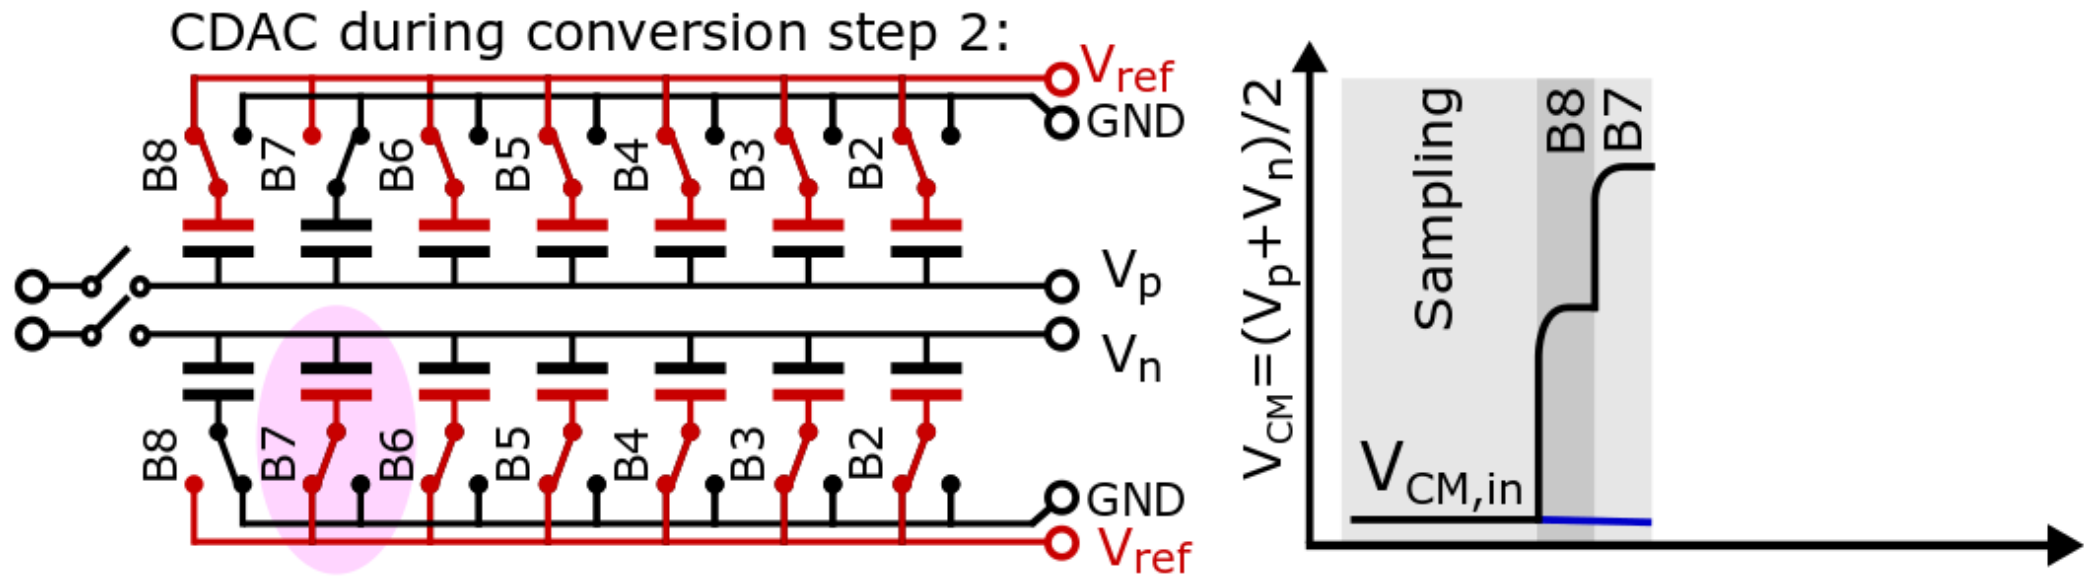 CDAC during conversion step 2:
Vref
GND
B8 B7 B6 B5 B4 B3 B2
Vp
Vn
B8 B7 B6 B5 B4 B3 B2
GND
Vref
VCM=(Vp+Vn)/2
Sampling
B8
B7
VCM,in